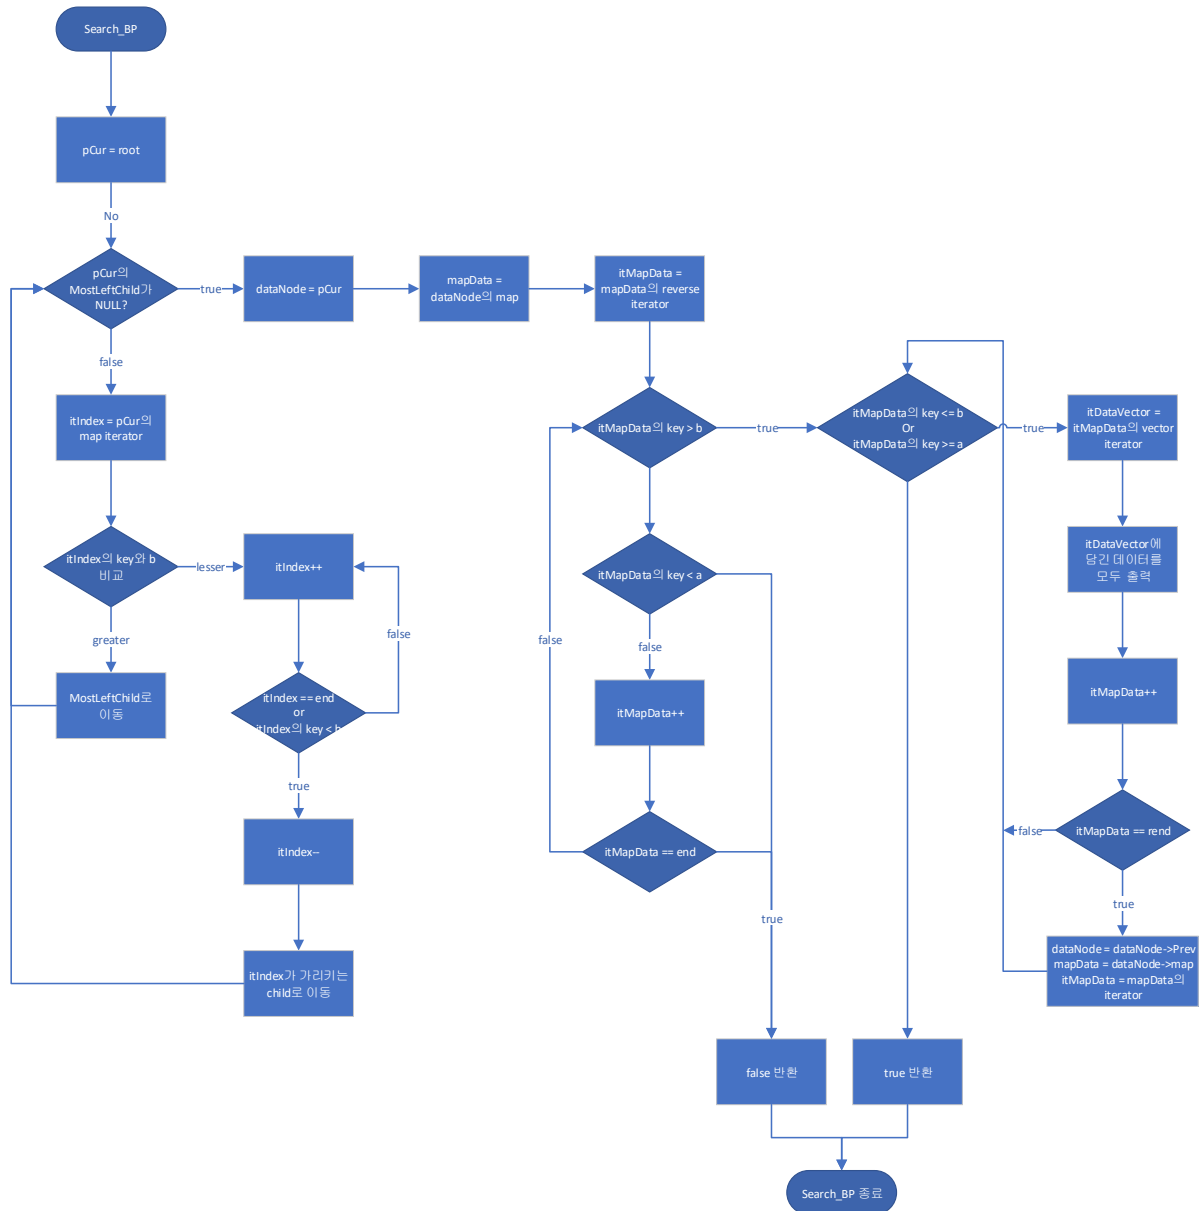 Search_BP
pCur = root
No
pCur의
MostLeftChild가
NULL?
true
dataNode = pCur
mapData =
dataNode의 map
itMapData =
mapData의 reverse
iterator
false
itIndex = pCur의
map iterator
itMapData의 key > b
true
itMapData의 key <= b
Or
itMapData의 key >= a
true
itDataVector =
itMapData의 vector
iterator
itIndex의 key와 b
비교
lesser
itIndex++
false
greater
MostLeftChild로
이동
itIndex == end
or
itIndex의 key < b
true
itIndex--
itIndex가 가리키는
child로 이동
itMapData의 key < a
false
false
itMapData++
itMapData == end
true
itDataVector에
담긴 데이터를
모두 출력
itMapData++
itMapData == rend
false
true
dataNode = dataNode->Prev
mapData = dataNode->map
itMapData = mapData의
iterator
false 반환
true 반환
Search_BP 종료